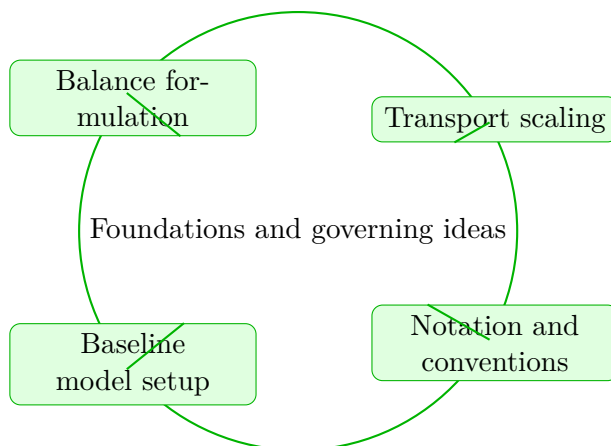 Balance for-
mulation
Transport scaling
Foundations and governing ideas
Baseline
model setup
Notation and
conventions